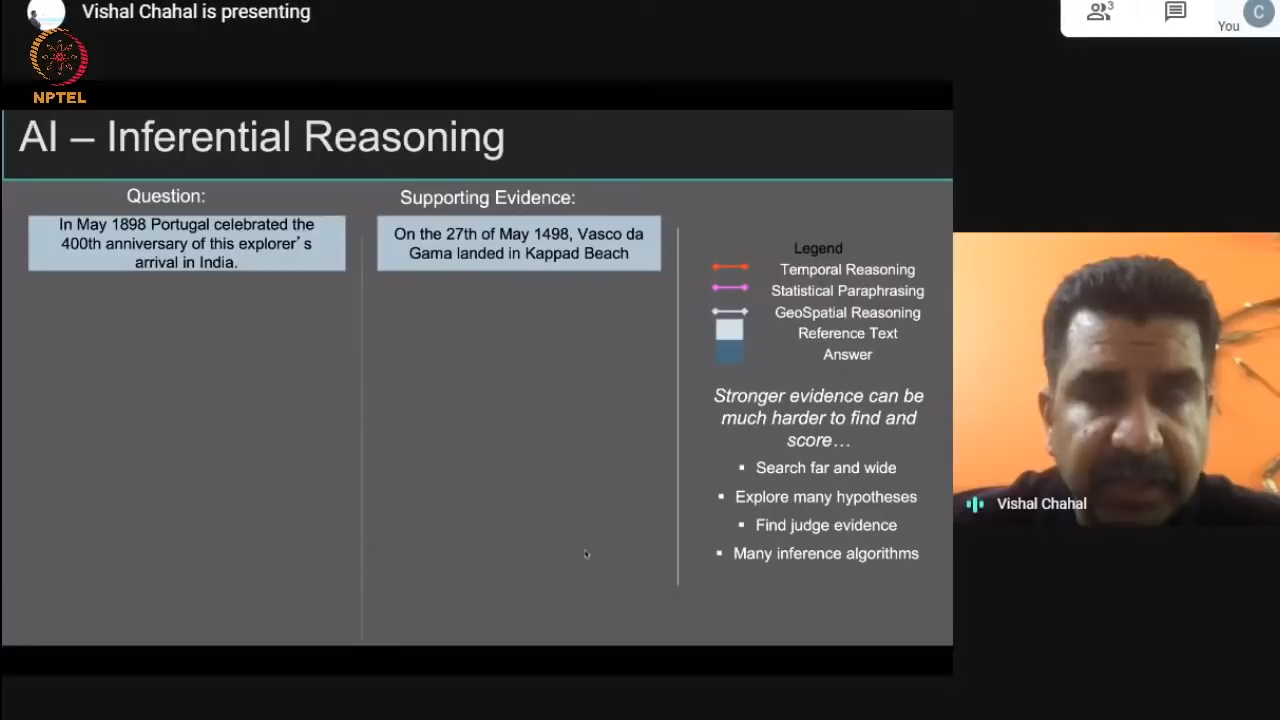 Vishal Chahal is presenting
3
You
C
NPTEL
AI – Inferential Reasoning
Question:
In May 1898 Portugal celebrated the
400th anniversary of this explorer's
arrival in India.
Supporting Evidence:
On the 27th of May 1498, Vasco da
Gama landed in Kappad Beach
Legend
Temporal Reasoning
Statistical Paraphrasing
GeoSpatial Reasoning
Reference Text
Answer
Stronger evidence can be
much harder to find and
score…
▪ Search far and wide
▪ Explore many hypotheses
▪ Find judge evidence
▪ Many inference algorithms
Vishal Chahal